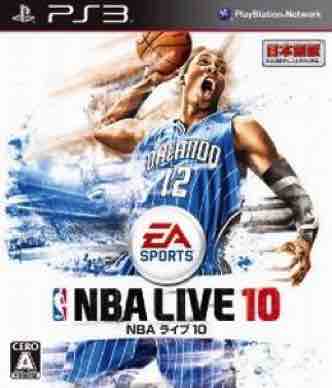 PS3
PlayStation Network
日本語版
ORLANDO
12
EA
SPORTS
NBA LIVE 10
NBA ライブ 10
CERO
A